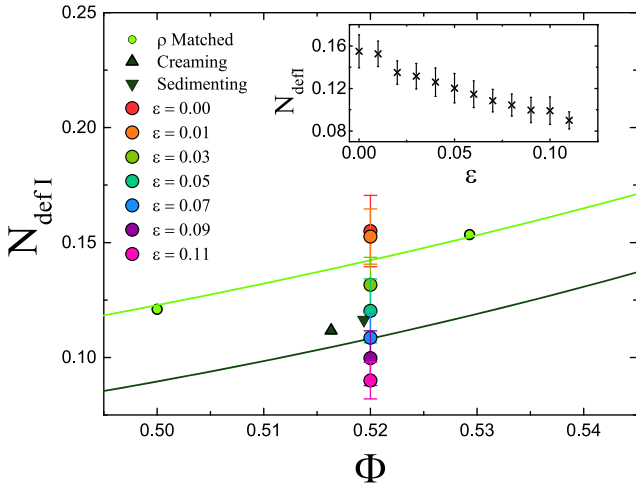 0.25
0.20
0.15
0.10
N def I
ρ Matched
Creaming
Sedimenting
ε = 0.00
ε = 0.01
ε = 0.03
ε = 0.05
ε = 0.07
ε = 0.09
ε = 0.11
0.16
0.12
0.08
N defI
0.00 0.05 0.10
ε
0.50 0.51 0.52 0.53 0.54
Φ